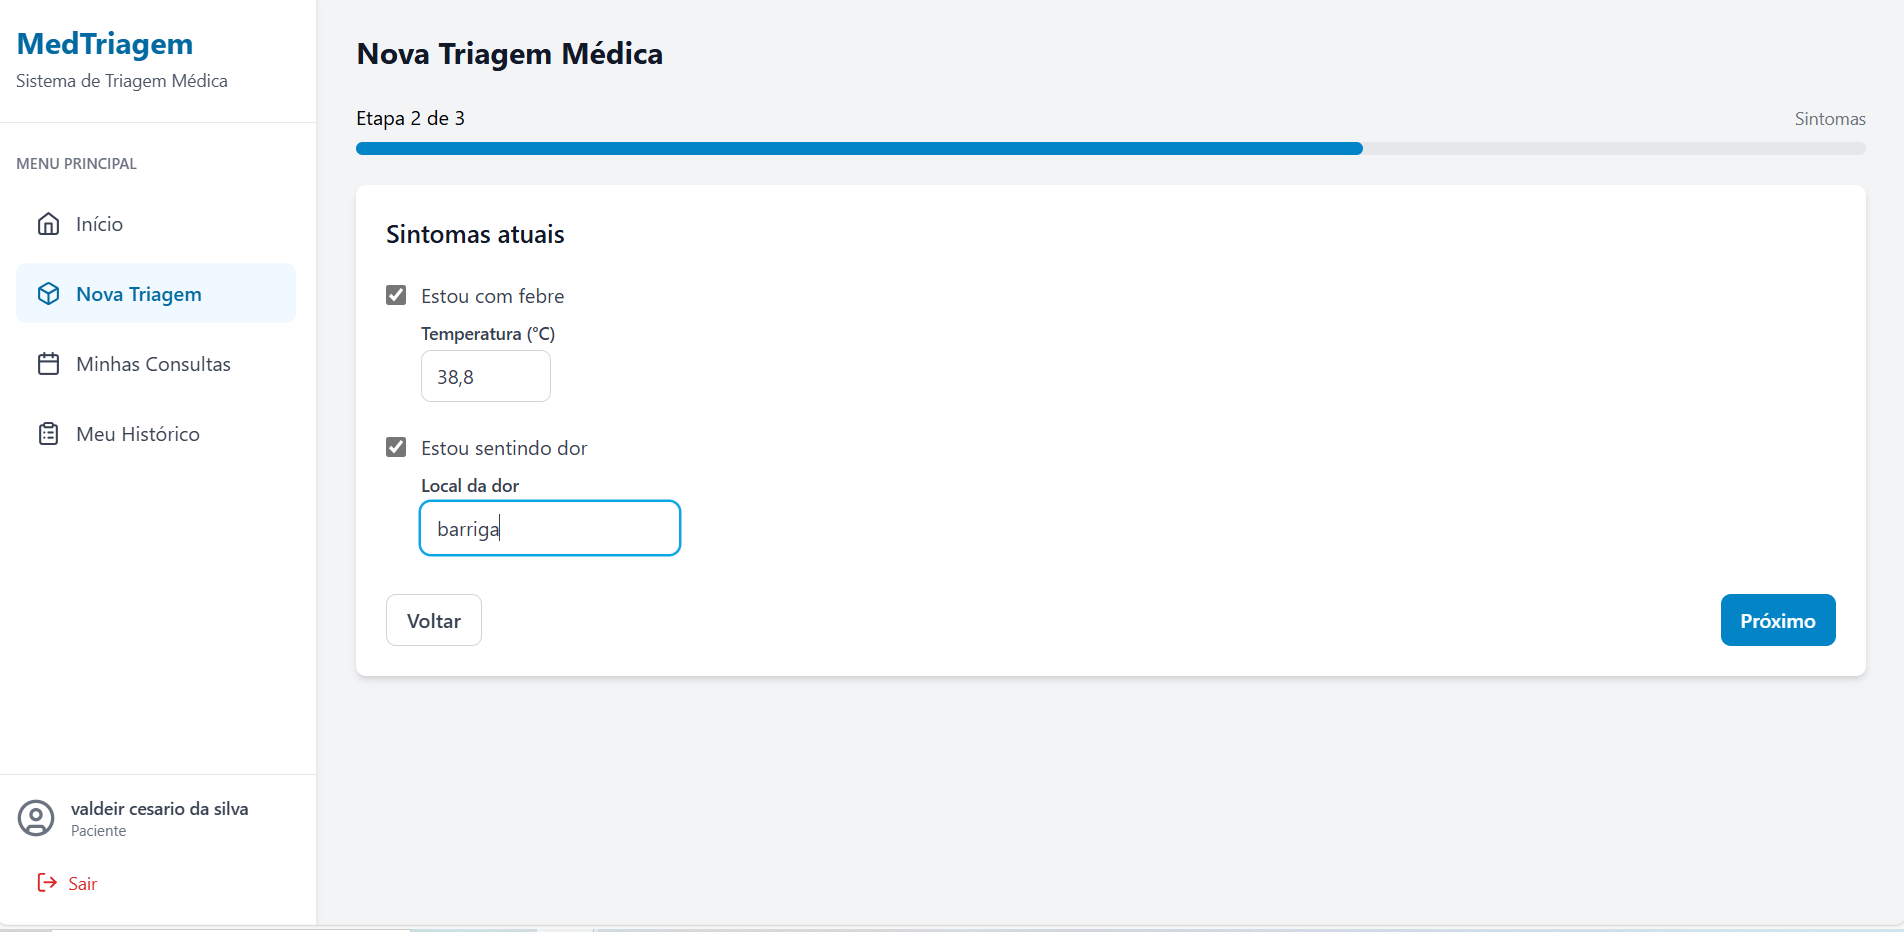 MedTriagem
Sistema de Triagem Médica
MENU PRINCIPAL
Início
Nova Triagem
Minhas Consultas
Meu Histórico
valdeir cesario da silva
Paciente
Sair
Nova Triagem Médica
Etapa 2 de 3
Sintomas
Sintomas atuais
Estou com febre
Temperatura (°C)
38,8
Estou sentindo dor
Local da dor
barriga
Voltar
Próximo